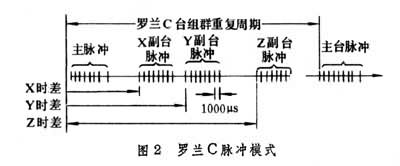 罗兰C台组群重复周期
主脉冲
X副台
脉冲
Y副台
脉冲
Z副台
脉冲
主台
脉冲
X时差
Y时差
Z时差
1000μs
图2 罗兰C脉冲模式